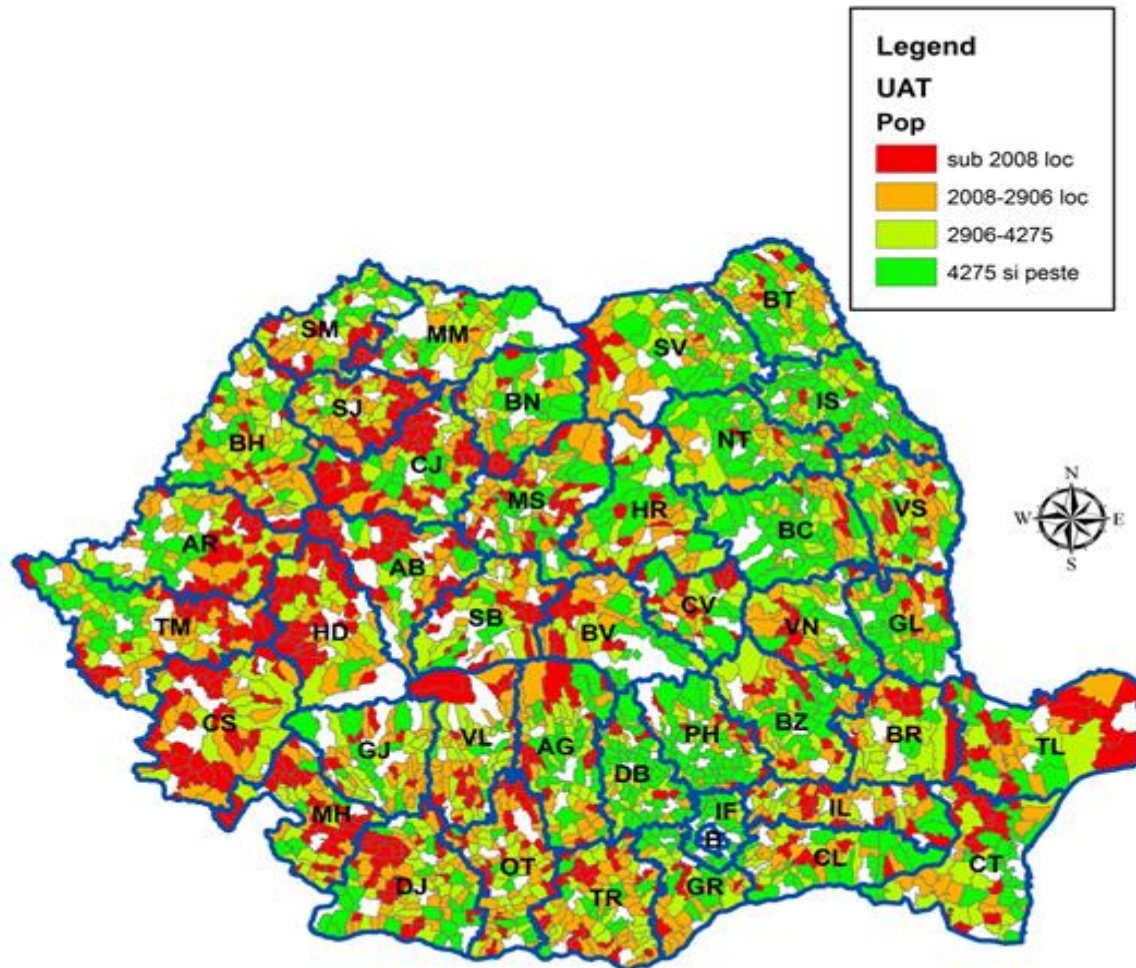 Legend
UAT
Pop
sub 2008 loc
2008-2906 loc
2906-4275
4275 si peste
N
W E
S
BT
SM
MM
SV
SJ
BN
IS
BH
CJ
NT
MS
HR
VS
AR
BC
AB
CV
TM
HD
SB
BV
VN
GL
CS
GJ
VL
AG
PH
BZ
BR
TL
DB
MH
IF
IL
B
CL
CT
DJ
OT
TR
GR